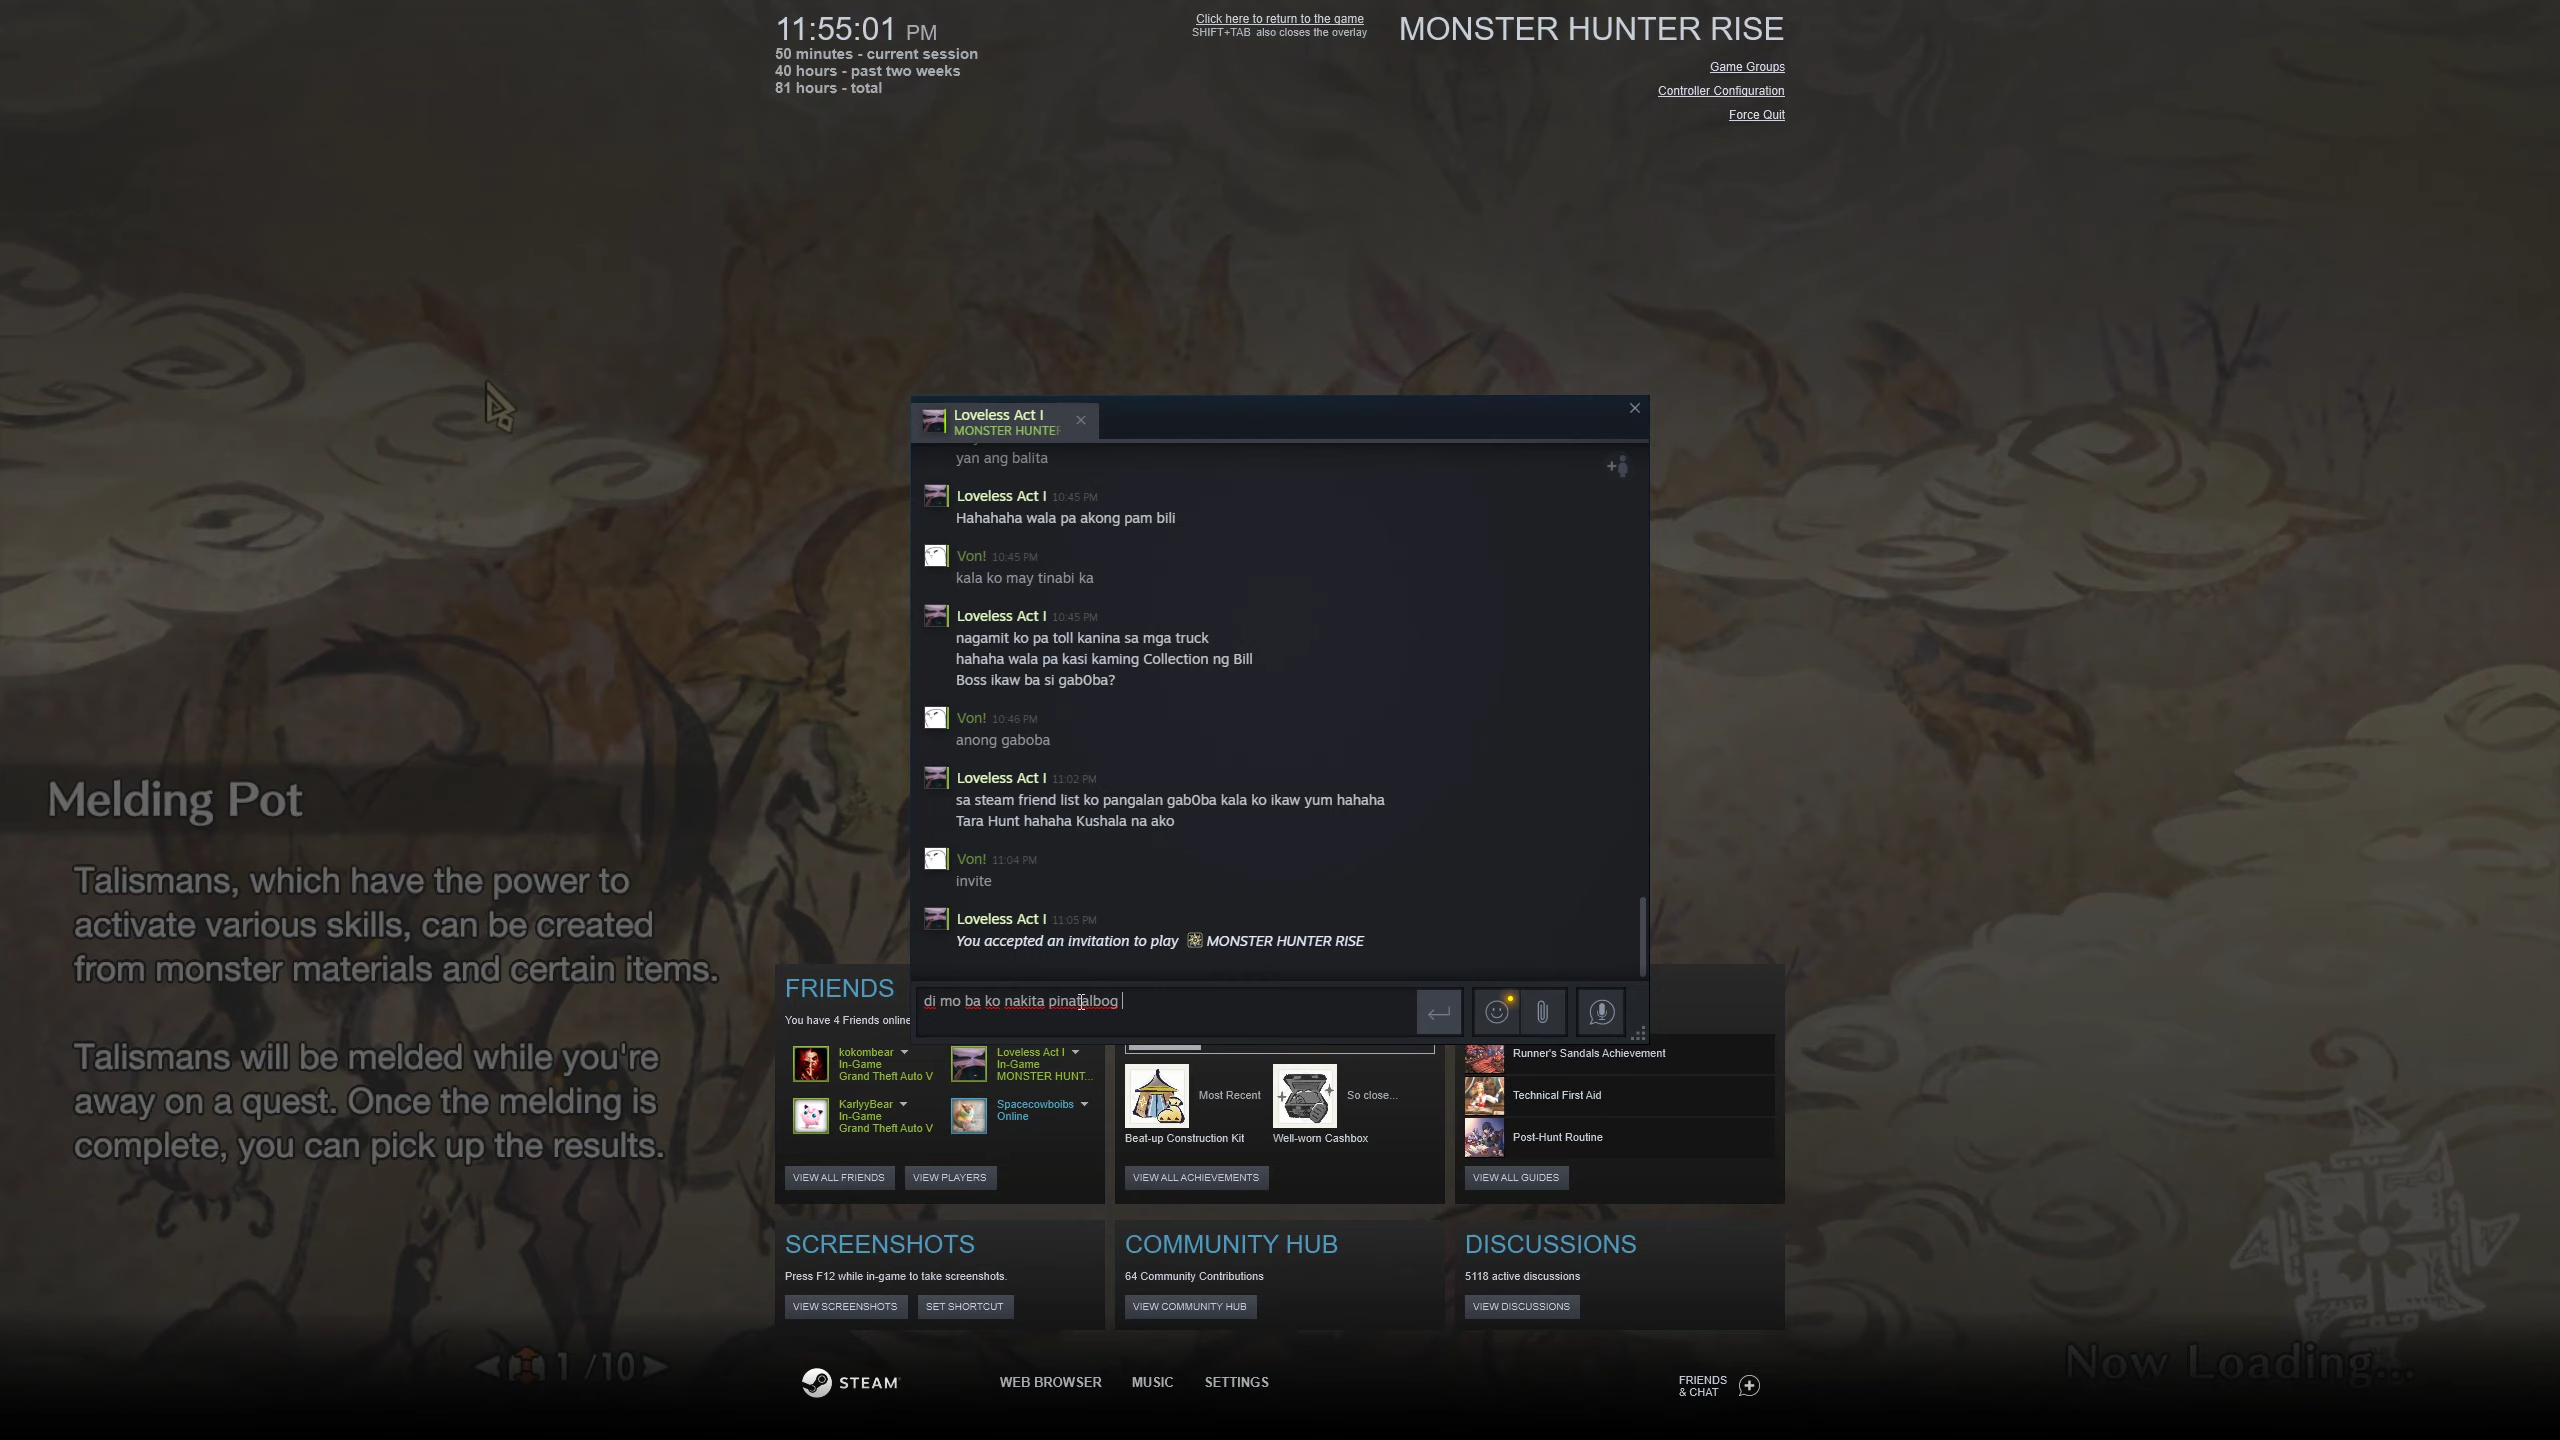 11:55:01 PM
50 minutes - current session
40 hours - past two weeks
81 hours - total
Click here to return to the game
SHIFT+TAB also closes the overlay
MONSTER HUNTER RISE
Game Groups
Controller Configuration
Force Quit
Loveless Act I
MONSTER HUNTER
yan ang balita
Loveless Act I 10:45 PM
Hahahaha wala pa akong pam bili
Von! 10:45 PM
kala ko may tinabi ka
Loveless Act I 10:45 PM
nagamit ko pa toll kanina sa mga truck
hahaha wala pa kasi kaming Collection ng Bill
Boss ikaw ba si gab0ba?
Von! 10:46 PM
anong gaboba
Loveless Act I 11:02 PM
sa steam friend list ko pangalan gab0ba kala ko ikaw yum hahaha
Tara Hunt hahaha Kushala na ako
Von! 11:04 PM
invite
Loveless Act I 11:05 PM
You accepted an invitation to play MONSTER HUNTER RISE
di mo ba ko nakita pinatalbog
Melding Pot
Talismans, which have the power to
activate various skills, can be created
from monster materials and certain items.
Talismans will be melded while you're
away on a quest. Once the melding is
complete, you can pick up the results.
1 / 10
FRIENDS
You have 4 Friends online
kokombear
In-Game
Grand Theft Auto V
Loveless Act I
In-Game
MONSTER HUNT...
KarlyyBear
In-Game
Grand Theft Auto V
Spacecowboibs
Online
VIEW ALL FRIENDS
VIEW PLAYERS
Most Recent
Beat-up Construction Kit
So close...
Well-worn Cashbox
VIEW ALL ACHIEVEMENTS
Runner's Sandals Achievement
Technical First Aid
Post-Hunt Routine
VIEW ALL GUIDES
SCREENSHOTS
Press F12 while in-game to take screenshots.
VIEW SCREENSHOTS
SET SHORTCUT
COMMUNITY HUB
64 Community Contributions
VIEW COMMUNITY HUB
DISCUSSIONS
5118 active discussions
VIEW DISCUSSIONS
STEAM
WEB BROWSER
MUSIC
SETTINGS
FRIENDS
& CHAT
Now Loading...